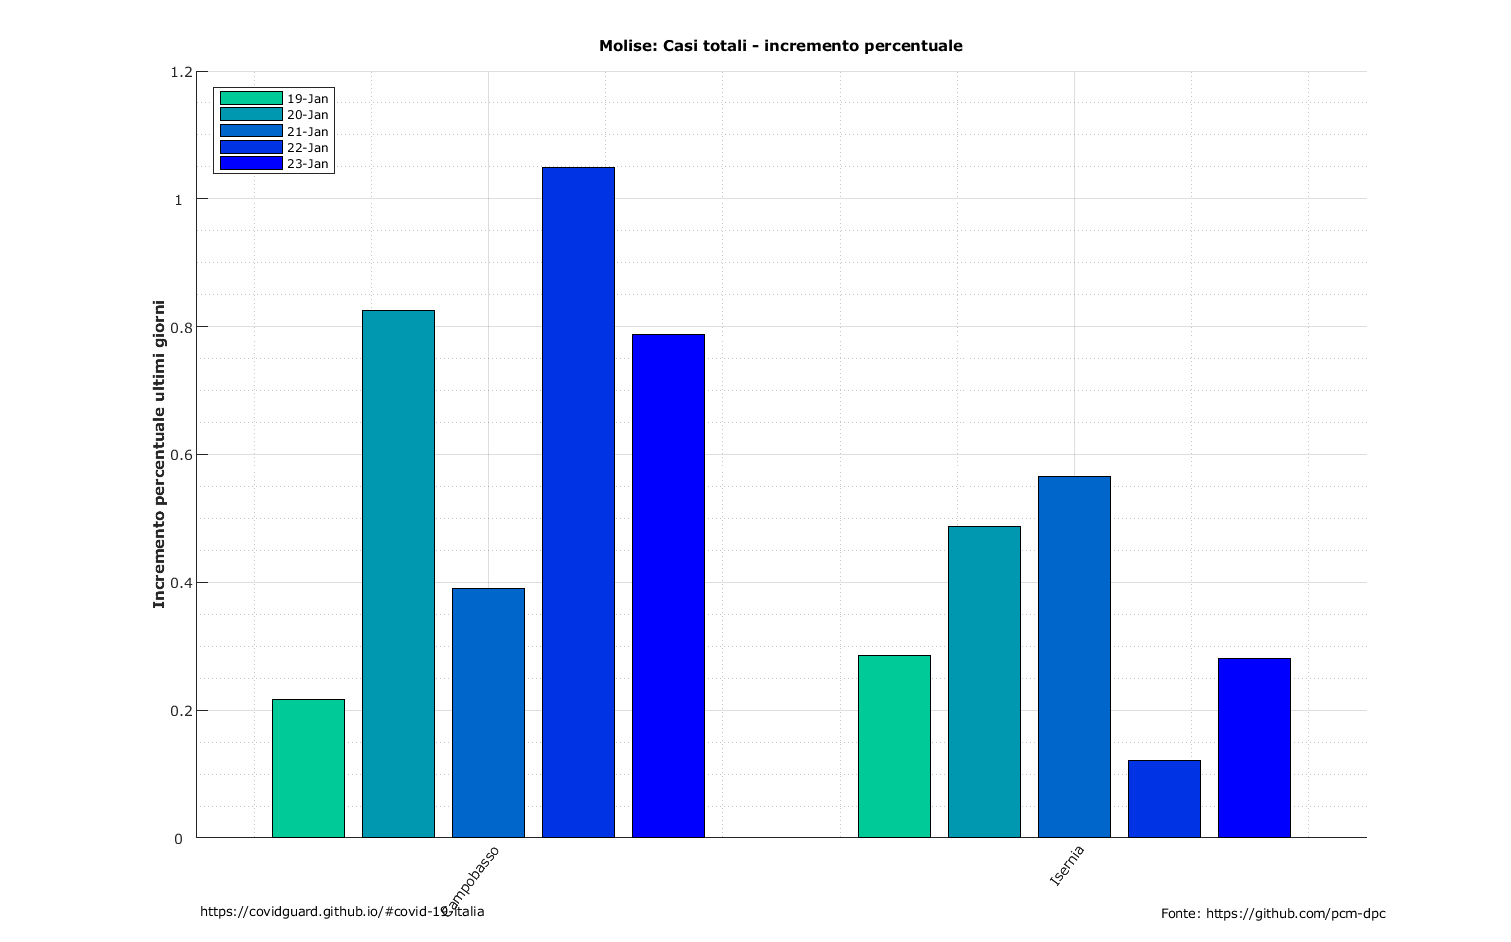 Molise: Casi totali - incremento percentuale
1.2
1
0.8
0.6
0.4
0.2
0
Incremento percentuale ultimi giorni
19-Jan
20-Jan
21-Jan
22-Jan
23-Jan
Campobasso
Isernia
https://covidguard.github.io/#covid-19-italia
Fonte: https://github.com/pcm-dpc